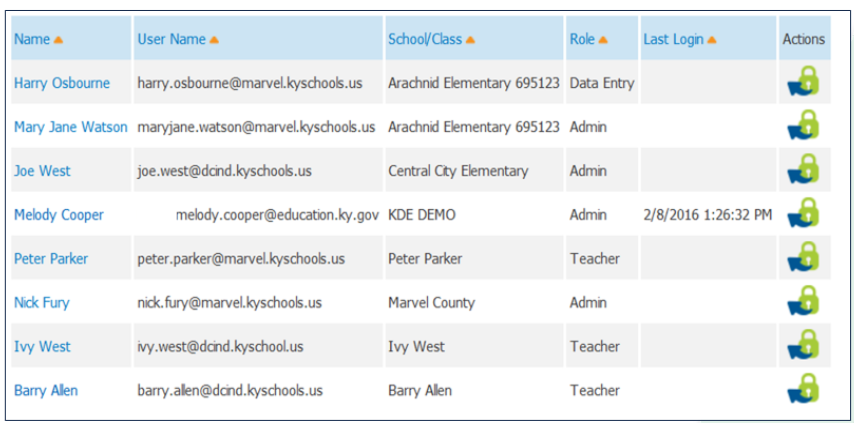 Name User Name School/Class Role Last Login Actions
Harry Osbourne harry.osbourne@marvel.kyschools.us Arachnid Elementary 695123 Data Entry
Mary Jane Watson maryjane.watson@marvel.kyschools.us Arachnid Elementary 695123 Admin
Joe West joe.west@dcind.kyschools.us Central City Elementary Admin
Melody Cooper melody.cooper@education.ky.gov KDE DEMO Admin 2/8/2016 1:26:32 PM
Peter Parker peter.parker@marvel.kyschools.us Peter Parker Teacher
Nick Fury nick.fury@marvel.kyschools.us Marvel County Admin
Ivy West ivy.west@dcind.kyschool.us Ivy West Teacher
Barry Allen barry.allen@dcind.kyschools.us Barry Allen Teacher